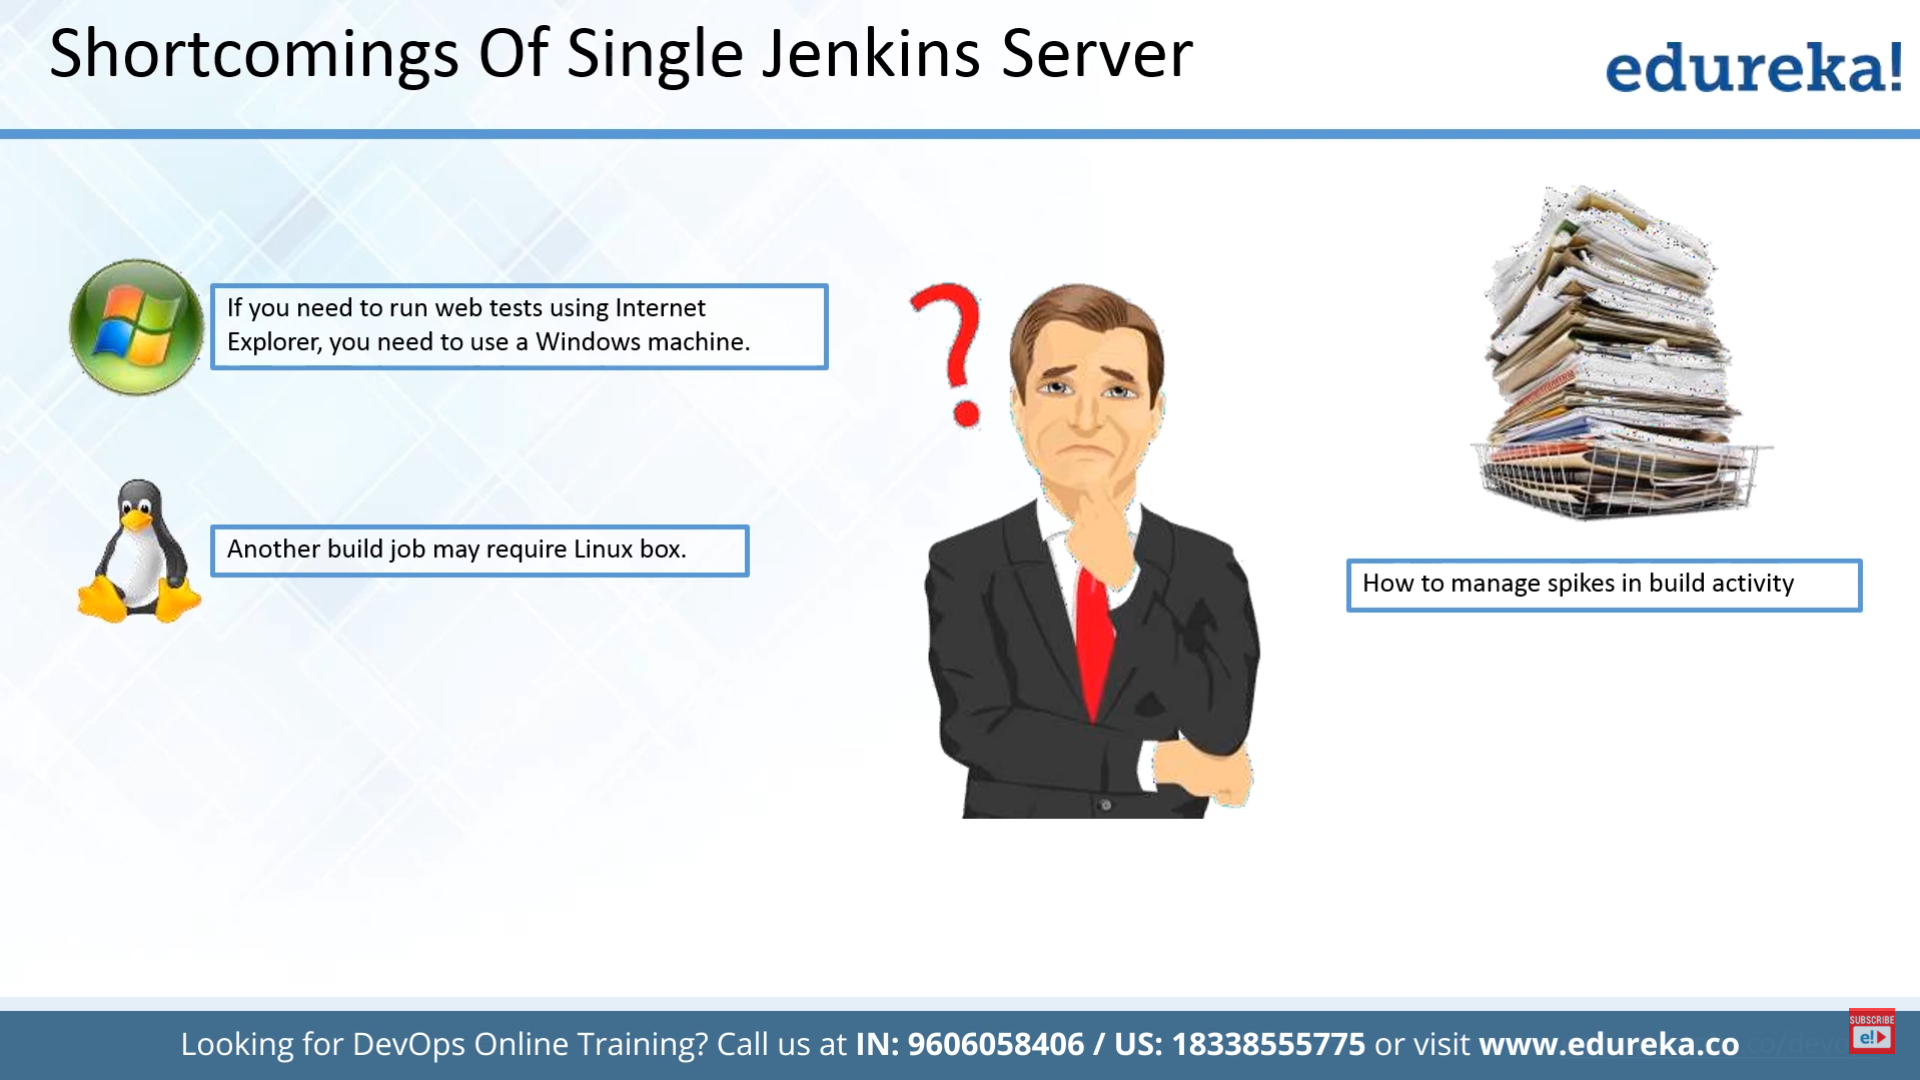 Shortcomings Of Single Jenkins Server
edureka!
If you need to run web tests using Internet
Explorer, you need to use a Windows machine.
Another build job may require Linux box.
How to manage spikes in build activity
SUBSCRIBE
e!
Looking for DevOps Online Training? Call us at IN: 9606058406 / US: 18338555775 or visit www.edureka.co